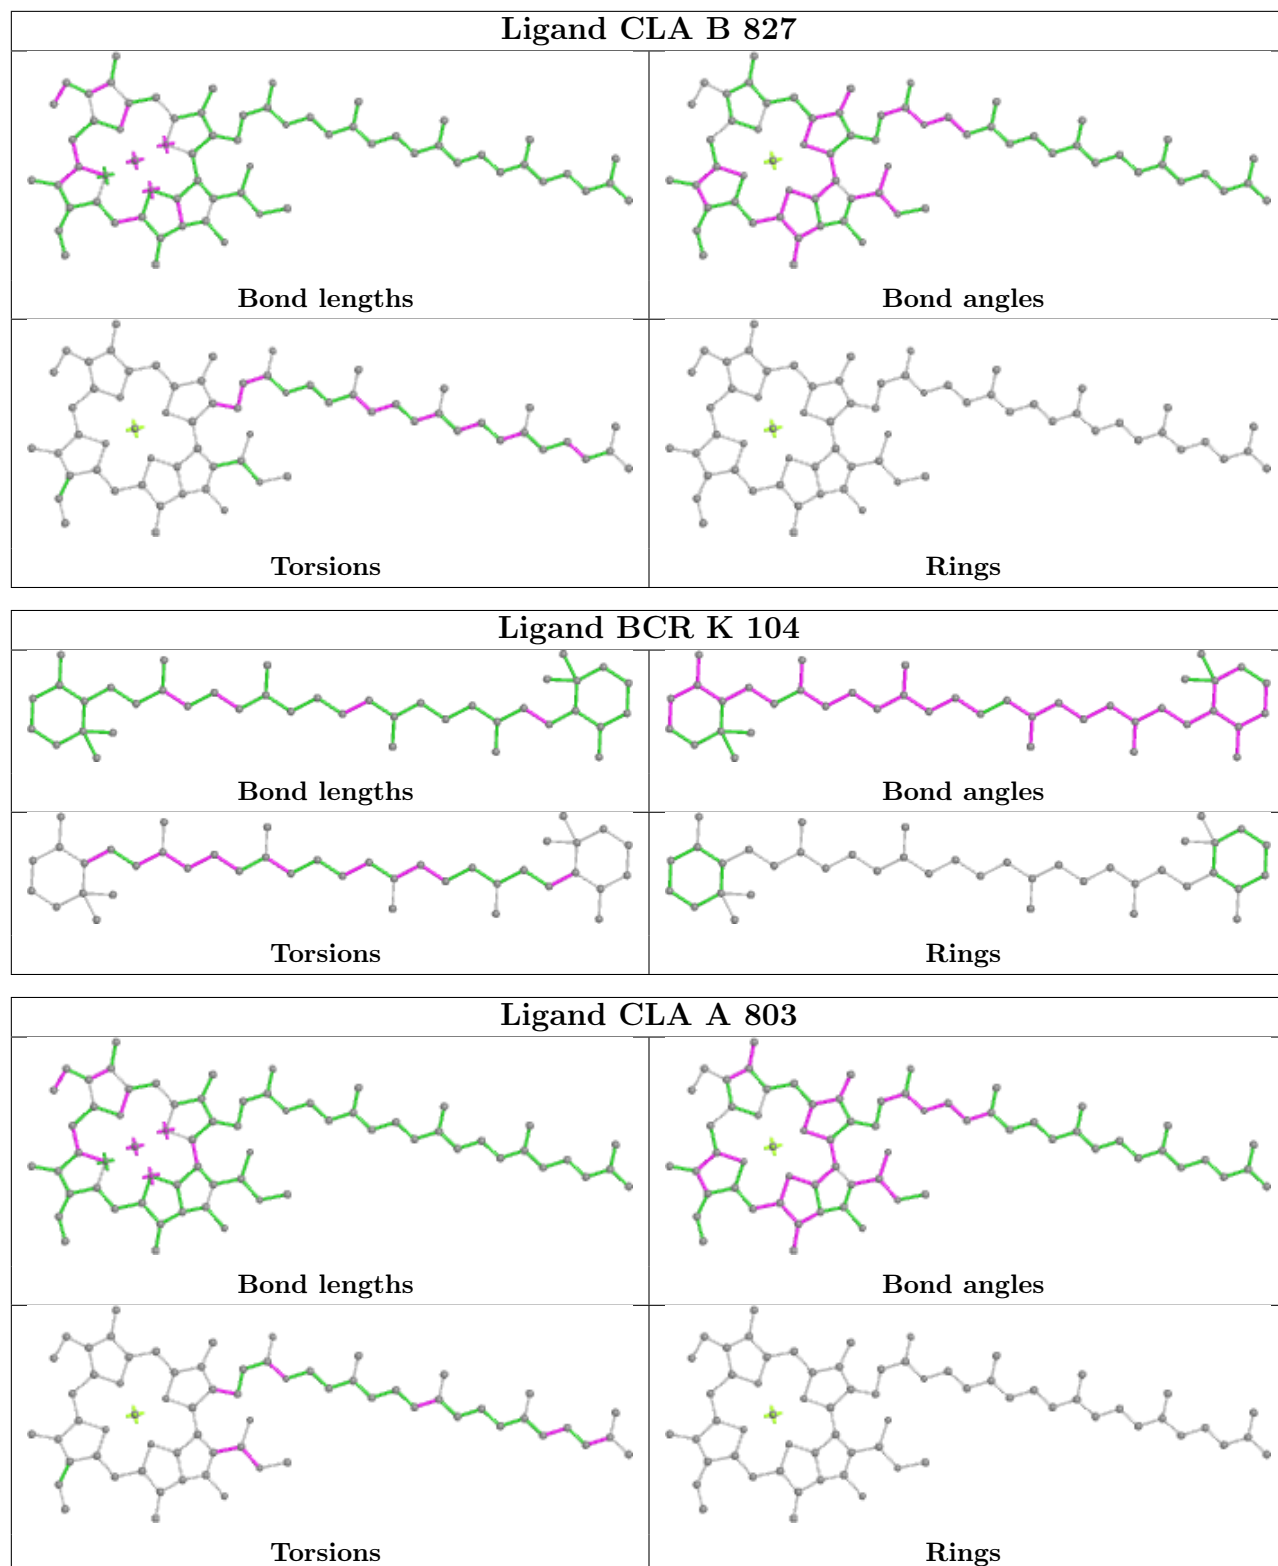 Ligand CLA B 827
Bond lengths
Bond angles
Torsions
Rings
Ligand BCR K 104
Bond lengths
Bond angles
Torsions
Rings
Ligand CLA A 803
Bond lengths
Bond angles
Torsions
Rings